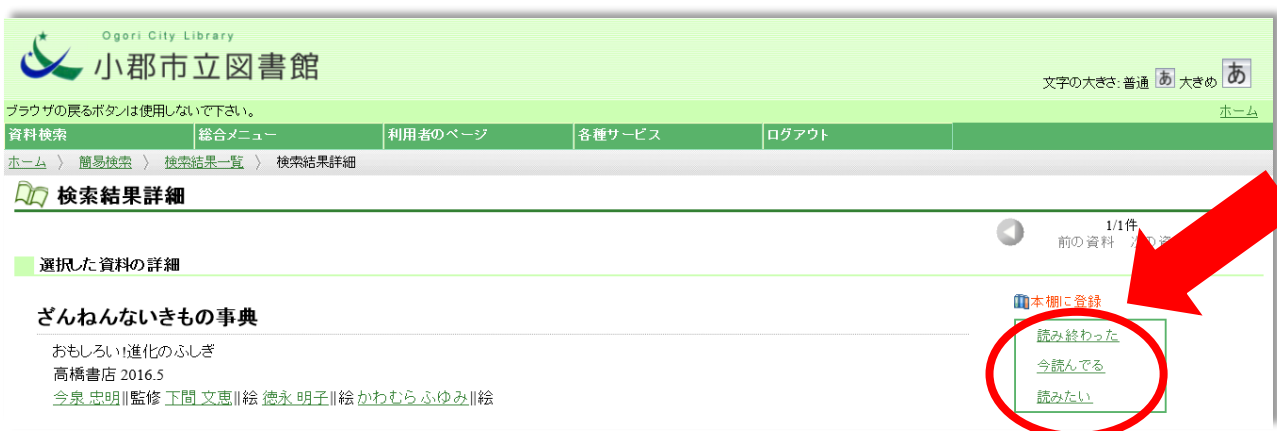 Ogori City Library
小郡市立図書館
文字の大きさ: 普通 あ 大きめ あ
ブラウザの戻るボタンは使用しないで下さい。
ホーム
資料検索 総合メニュー 利用者のページ 各種サービス ログアウト
ホーム 〉 簡易検索 〉 検索結果一覧 〉 検索結果詳細
検索結果詳細
1/1件
前の資料
選択した資料の詳細
本棚に登録
ざんねんないきもの事典
読み終わった
おもしろい!進化のふしぎ
今読んでる
高橋書店 2016.5
今泉 忠明||監修 下間 文恵||絵 徳永 明子||絵 かわむら ふゆみ||絵
読みたい